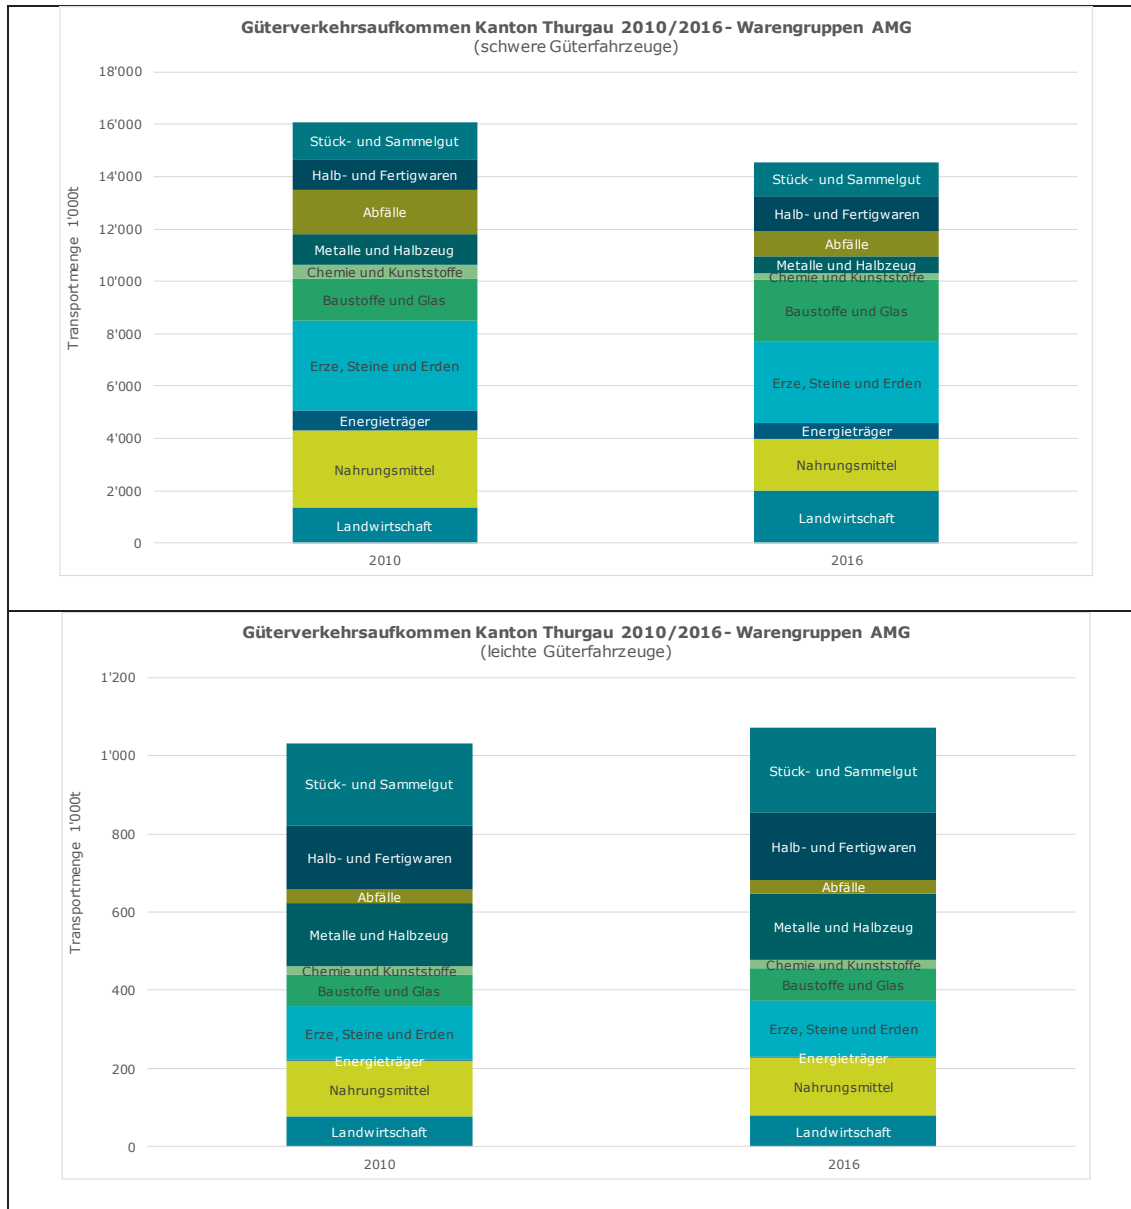 Güterverkehrsaufkommen Kanton Thurgau 2010/2016- Warengruppen AMG
(schwere Güterfahrzeuge)
Transportmenge 1'000t
18'000
16'000
14'000
12'000
10'000
8'000
6'000
4'000
2'000
0
Stück- und Sammelgut
Halb- und Fertigwaren
Abfälle
Metalle und Halbzeug
Chemie und Kunststoffe
Baustoffe und Glas
Erze, Steine und Erden
Energieträger
Nahrungsmittel
Landwirtschaft
Stück- und Sammelgut
Halb- und Fertigwaren
Abfälle
Metalle und Halbzeug
Chemie und Kunststoffe
Baustoffe und Glas
Erze, Steine und Erden
Energieträger
Nahrungsmittel
Landwirtschaft
2010
2016
Güterverkehrsaufkommen Kanton Thurgau 2010/2016- Warengruppen AMG
(leichte Güterfahrzeuge)
Transportmenge 1'000t
1'200
1'000
800
600
400
200
0
Stück- und Sammelgut
Halb- und Fertigwaren
Abfälle
Metalle und Halbzeug
Chemie und Kunststoffe
Baustoffe und Glas
Erze, Steine und Erden
Energieträger
Nahrungsmittel
Landwirtschaft
Stück- und Sammelgut
Halb- und Fertigwaren
Abfälle
Metalle und Halbzeug
Chemie und Kunststoffe
Baustoffe und Glas
Erze, Steine und Erden
Energieträger
Nahrungsmittel
Landwirtschaft
2010
2016